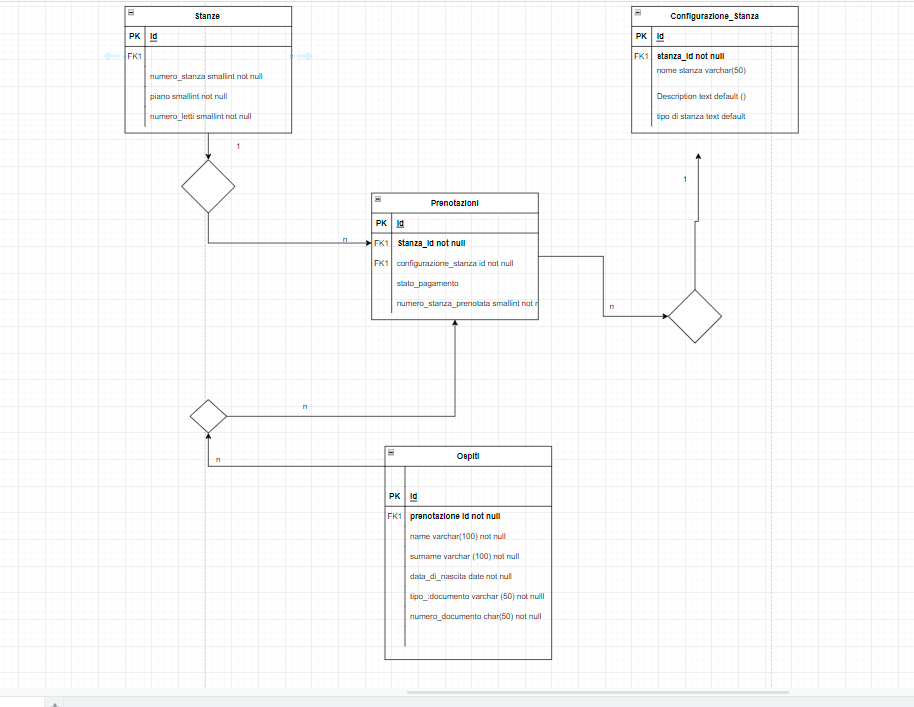 Stanze
PK Id
FK1
numero_stanza smallint not null
piano smallint not null
numero_letti smallint not null
1
Configurazione_Stanza
PK Id
FK1 stanza_id not null
nome stanza varchar(50)
Description text default ()
tipo di stanza text default
1
Prenotazioni
PK Id
n
FK1 Stanza_id not null
FK1 configurazione_stanza id not null
stato_pagamento
numero_stanza_prenotata smallint not n
n
n
n
Ospiti
PK Id
FK1 prenotazione id not null
name varchar(100) not null
surname varchar (100) not null
data_di_nascita date not null
tipo_:documento varchar (50) not nulll
numero_documento char(50) not null